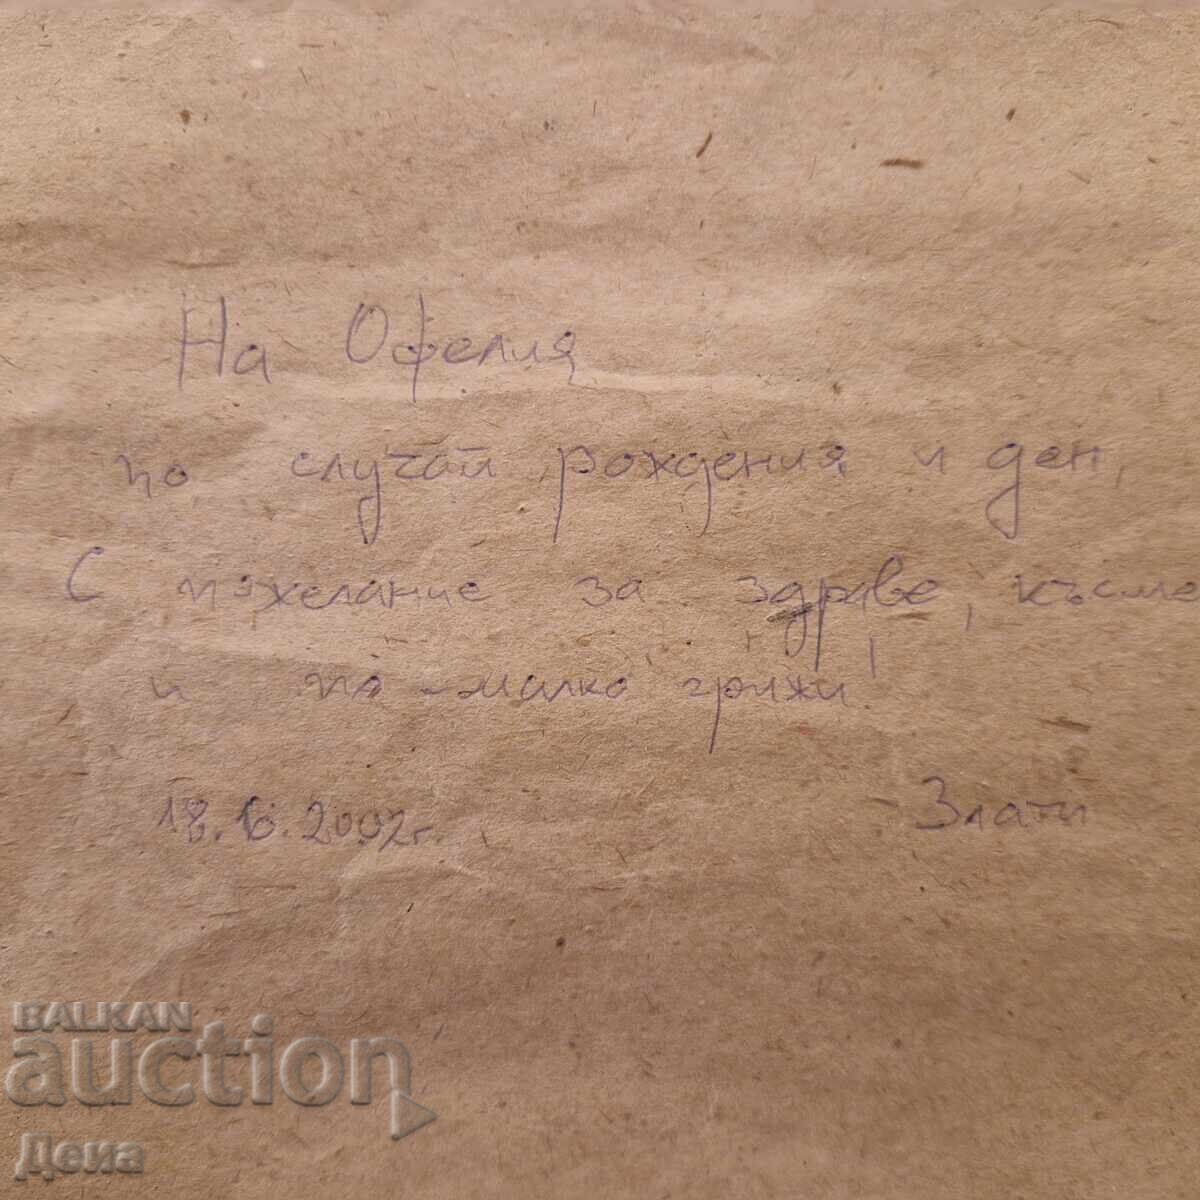 На Офелия
по случай рождения и ден,
С пожелание за здраве, късме
и по-малко грижи!
18.10.2002г. Злати
BALKAN
auction
Дена